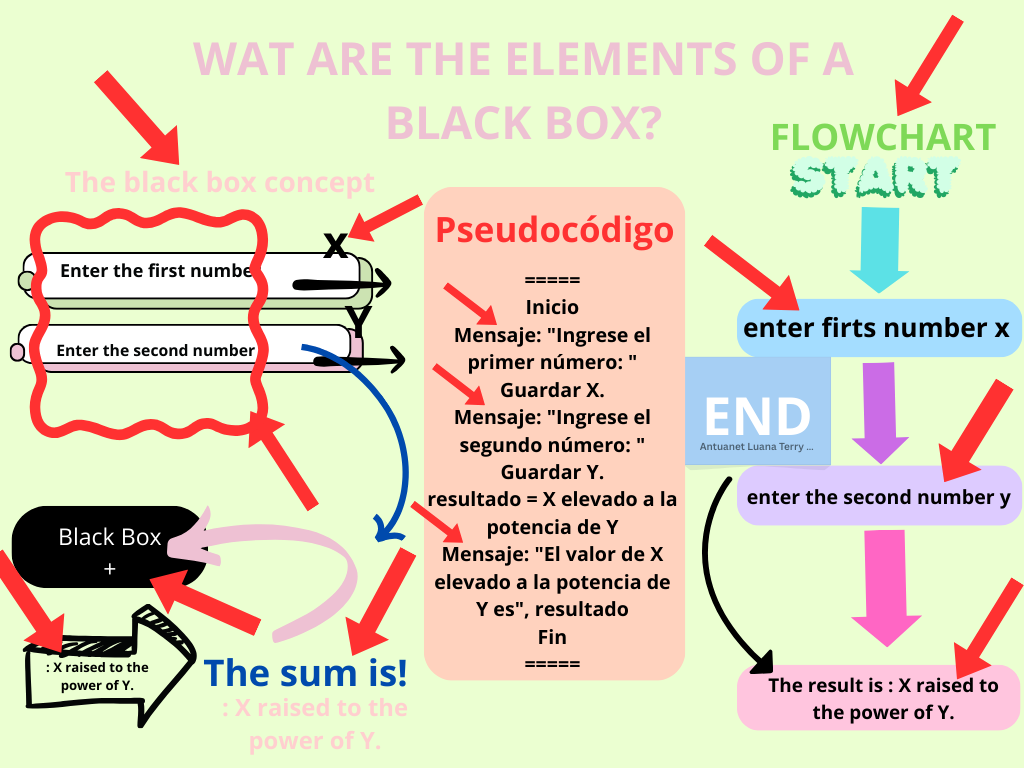 WAT ARE THE ELEMENTS OF A
BLACK BOX?
The black box concept
X
Enter the first numbe
Y
Enter the second number
Black Box
+
: X raised to the
power of Y.
The sum is!
: X raised to the
power of Y.
Pseudocódigo
=====
Inicio
Mensaje: "Ingrese el
primer número: "
Guardar X.
Mensaje: "Ingrese el
segundo número: "
Guardar Y.
resultado = X elevado a la
potencia de Y
Mensaje: "El valor de X
elevado a la potencia de
Y es", resultado
Fin
=====
FLOWCHART
START
enter firts number x
END
Antuanet Luana Terry ...
enter the second number y
The result is : X raised to
the power of Y.